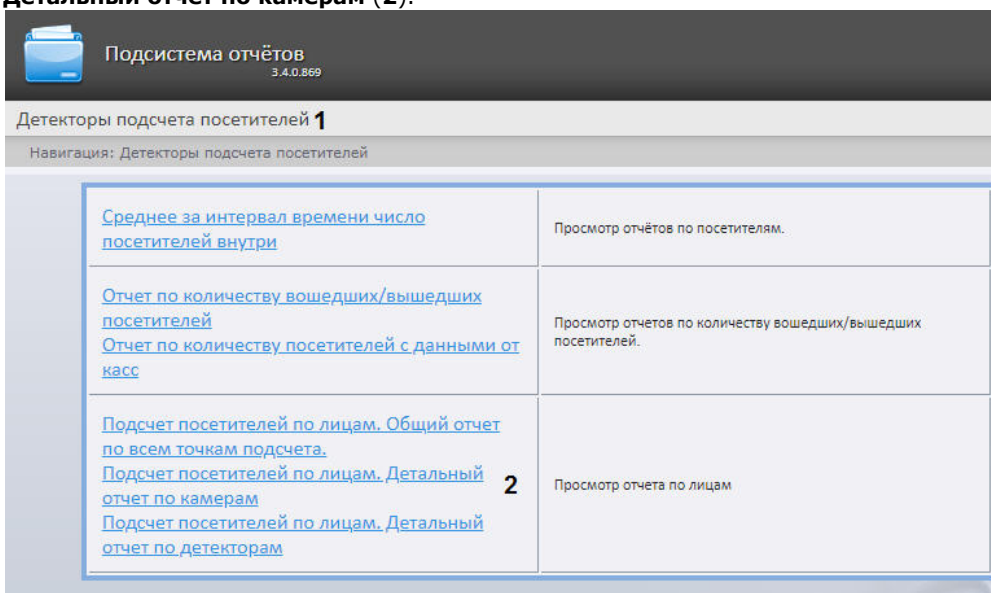 Детальный отчет по камерам (2).
Подсистема отчётов
3.4.0.869
Детекторы подсчета посетителей 1
Навигация: Детекторы подсчета посетителей
Среднее за интервал времени число
посетителей внутри
Просмотр отчётов по посетителям.
Отчет по количеству вошедших/вышедших
посетителей
Отчет по количеству посетителей с данными от
касс
Просмотр отчетов по количеству вошедших/вышедших
посетителей.
Подсчет посетителей по лицам. Общий отчет
по всем точкам подсчета.
Подсчет посетителей по лицам. Детальный
отчет по камерам
Подсчет посетителей по лицам. Детальный
отчет по детекторам
2
Просмотр отчета по лицам